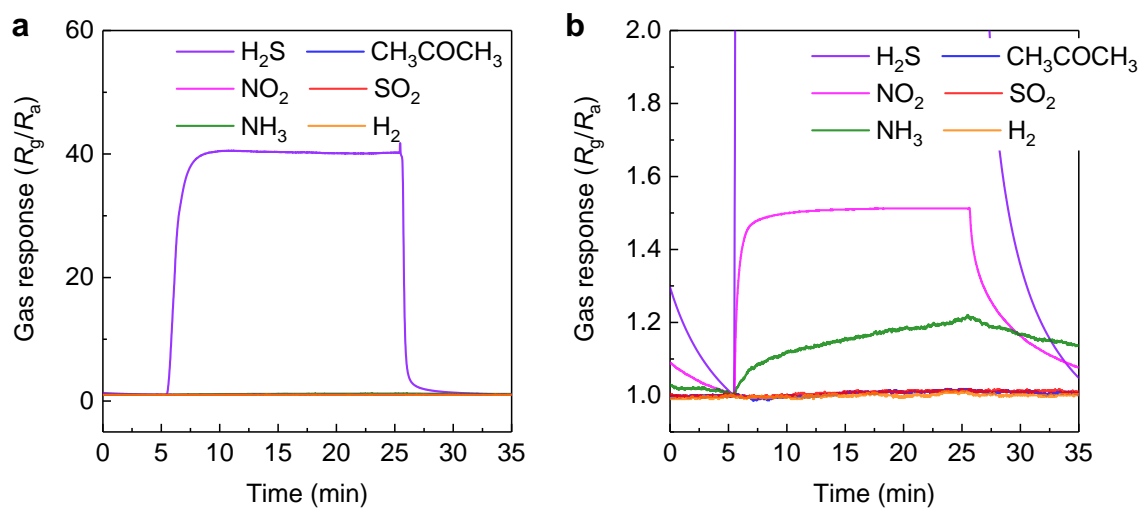 a
60
40
20
0
Gas response (Rg/Ra)
H2S
CH3COCH3
NO2
SO2
NH3
H2
0 5 10 15 20 25 30 35
Time (min)
b
2.0
1.8
1.6
1.4
1.2
1.0
Gas response (Rg/Ra)
H2S
CH3COCH3
NO2
SO2
NH3
H2
0 5 10 15 20 25 30 35
Time (min)